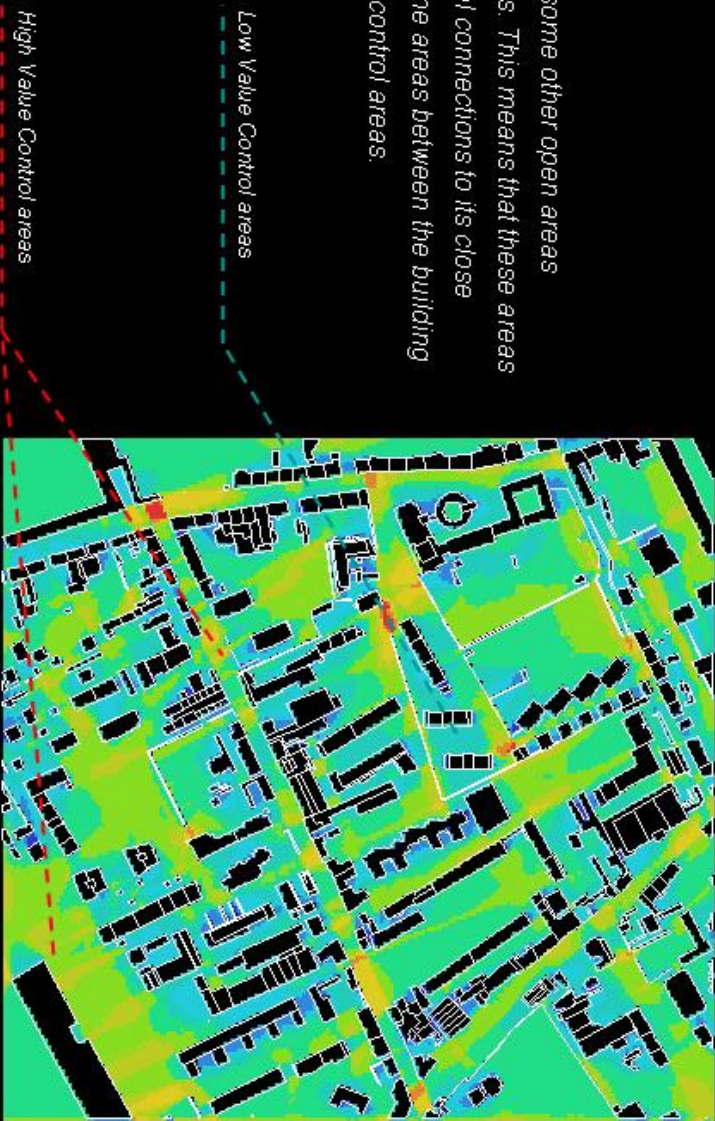 some other open areas
s. This means that these areas
connections to its close
areas between the building
control areas.
Low Value Control areas
High Value Control areas